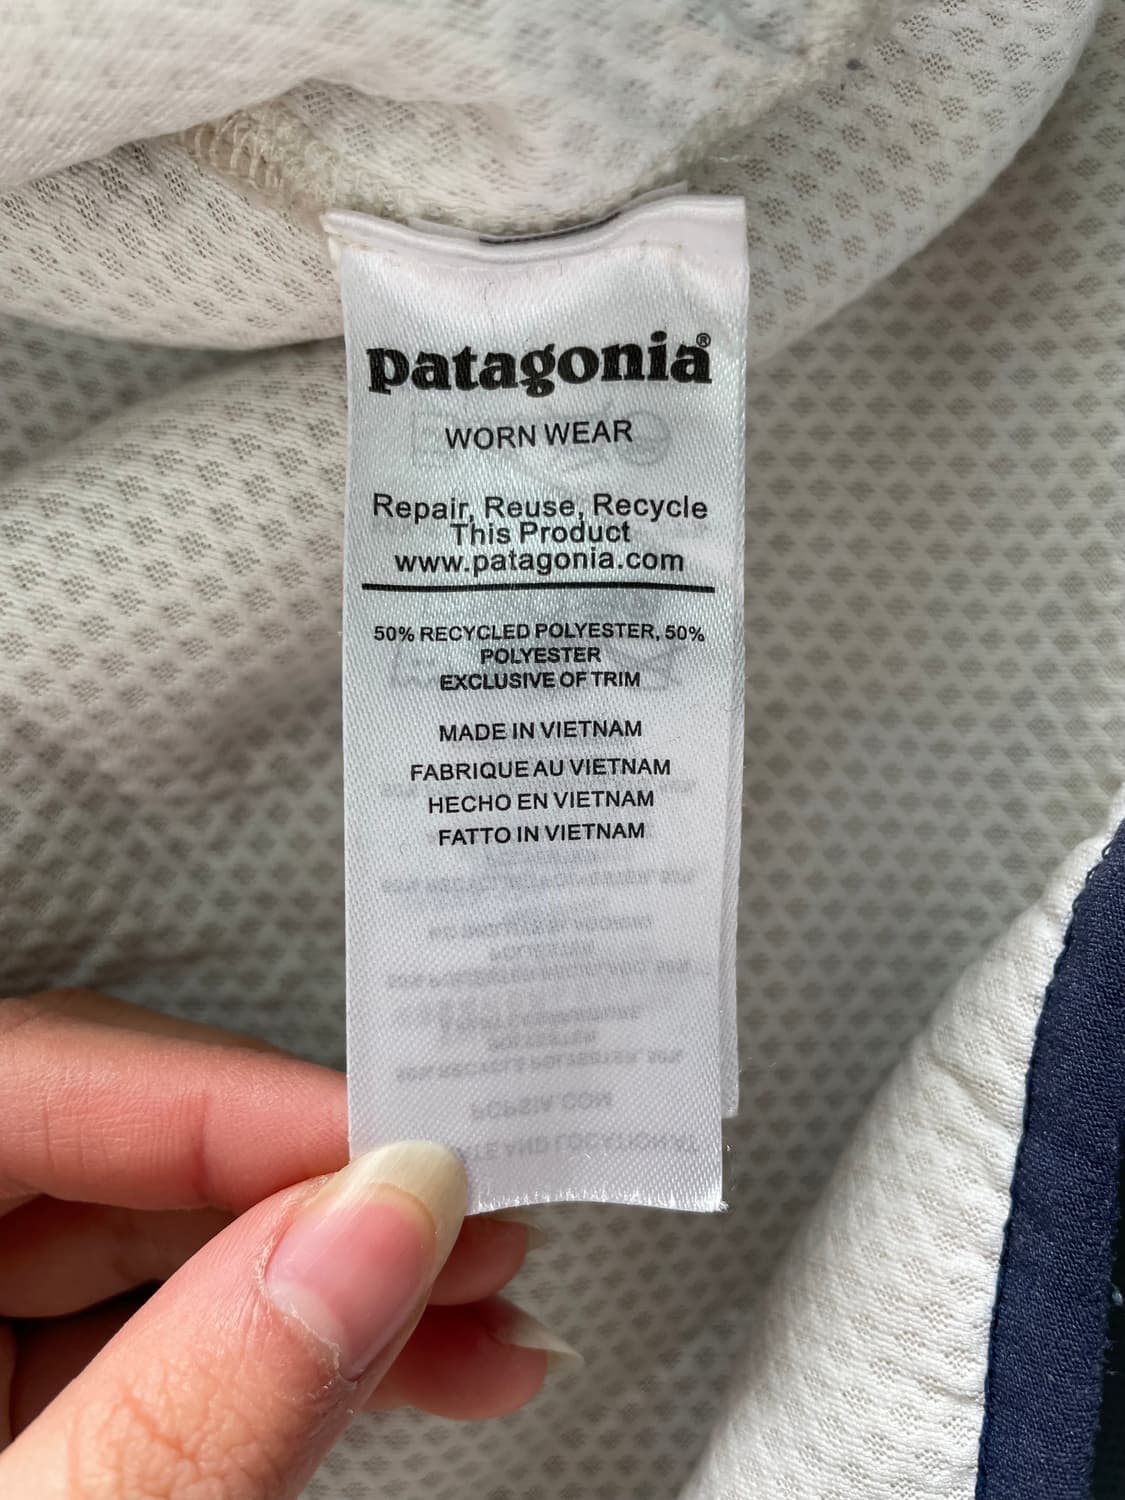 patagonia®
WORN WEAR
Repair, Reuse, Recycle
This Product
www.patagonia.com
50% RECYCLED POLYESTER, 50%
POLYESTER
EXCLUSIVE OF TRIM
MADE IN VIETNAM
FABRIQUE AU VIETNAM
HECHO EN VIETNAM
FATTO IN VIETNAM